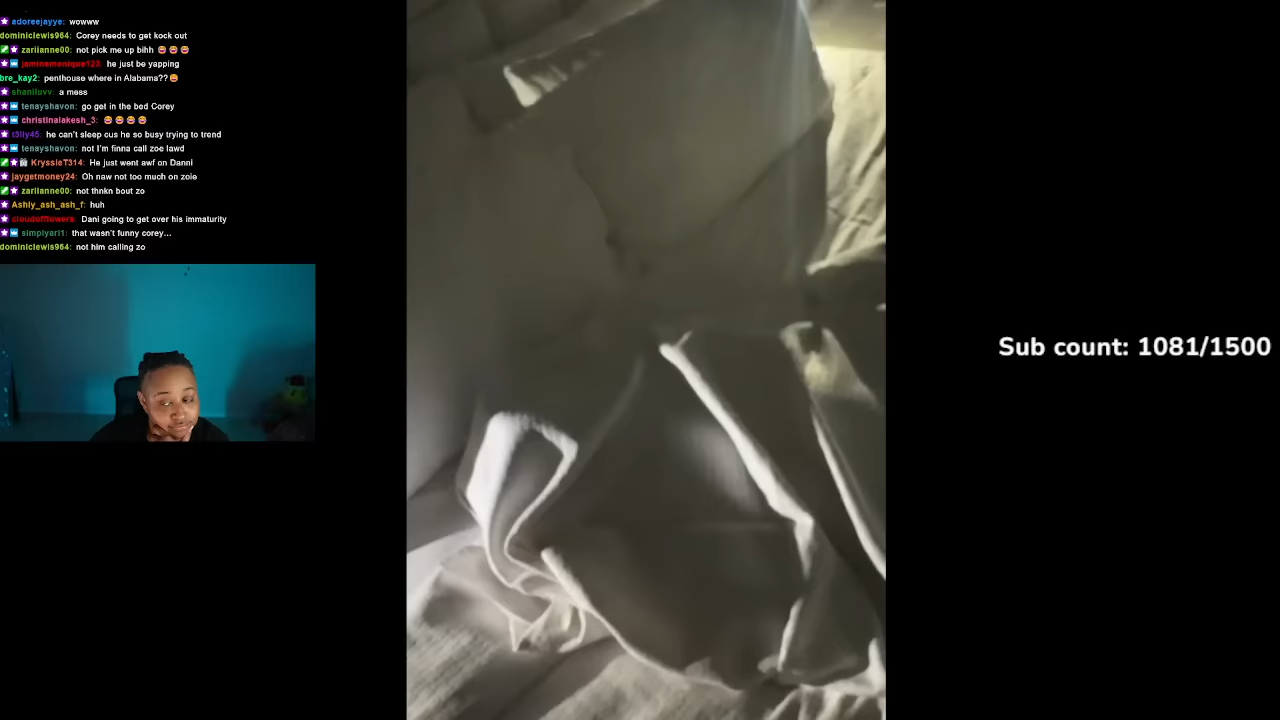 adoreejayye: wowww
dominiclewis964: Corey needs to get kock out
zariianne00: not pick me up bihh 😂 😂 😂
jaminemonique123: he just be yapping
bre_kay2: penthouse where in Alabama??😂
shaniluvv: a mess
tenayshavon: go get in the bed Corey
christinalakesh_3: 😂 😂 😂 😂
t3lly45: he can't sleep cus he so busy trying to trend
tenayshavon: not I'm finna call zoe lawd
KryssieT314: He just went awf on Danni
jaygetmoney24: Oh naw not too much on zoie
zariianne00: not thnkn bout zo
Ashly_ash_ash_f: huh
cloudofflowers: Dani going to get over his immaturity
simplyari1: that wasn't funny corey...
dominiclewis964: not him calling zo
Sub count: 1081/1500